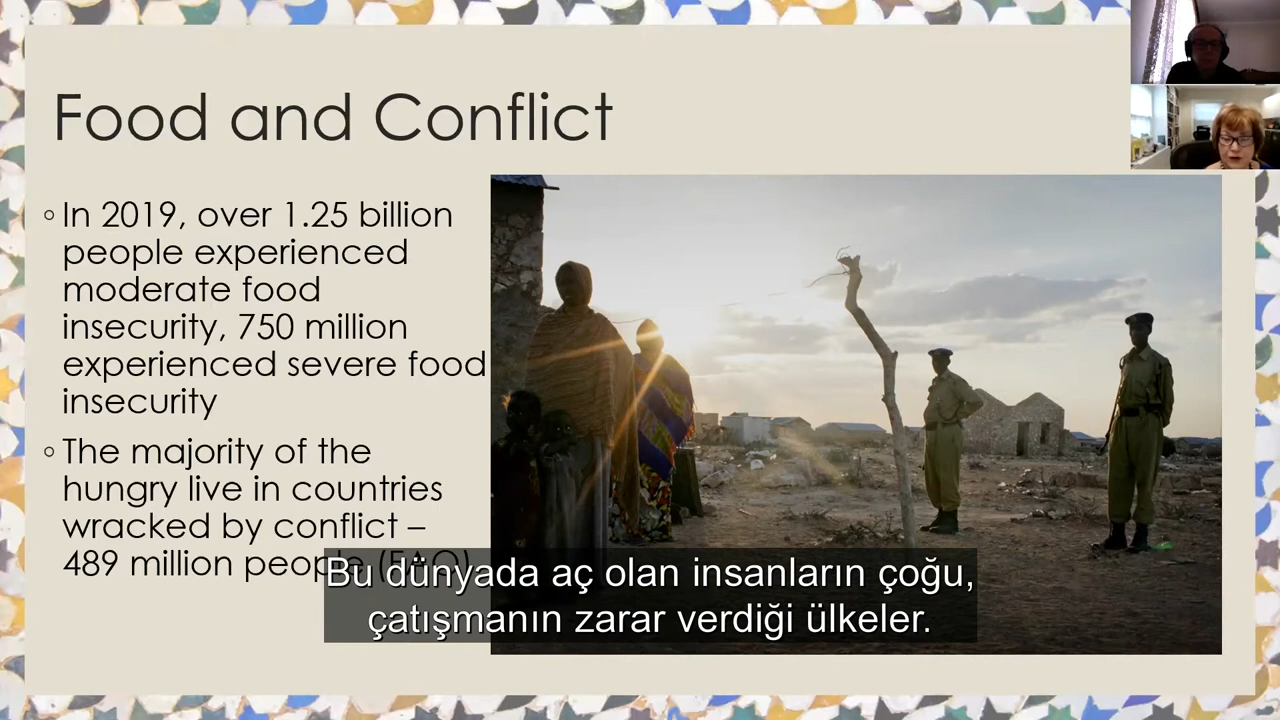 Food and Conflict
◦ In 2019, over 1.25 billion
people experienced
moderate food
insecurity, 750 million
experienced severe food
insecurity
◦ The majority of the
hungry live in countries
wracked by conflict –
489 million people (FAO)
Bu dünyada aç olan insanların çoğu,
çatışmanın zarar verdiği ülkeler.